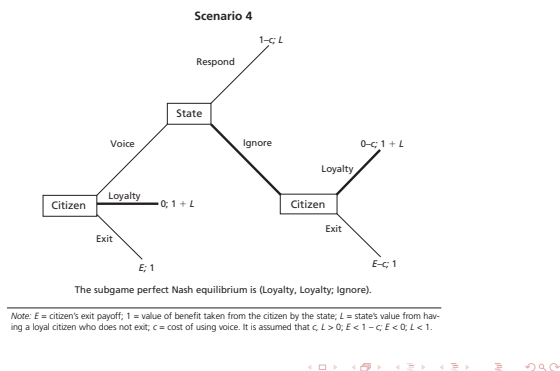 Scenario 4
1–c; L
Respond
State
Voice
Ignore
0–c; 1 + L
Loyalty
Loyalty
Citizen
0; 1 + L
Citizen
Exit
Exit
E; 1
E–c; 1
The subgame perfect Nash equilibrium is (Loyalty, Loyalty; Ignore).
Note: E = citizen's exit payoff; 1 = value of benefit taken from the citizen by the state; L = state's value from hav-
ing a loyal citizen who does not exit; c = cost of using voice. It is assumed that c, L > 0; E < 1 – c; E < 0; L < 1.